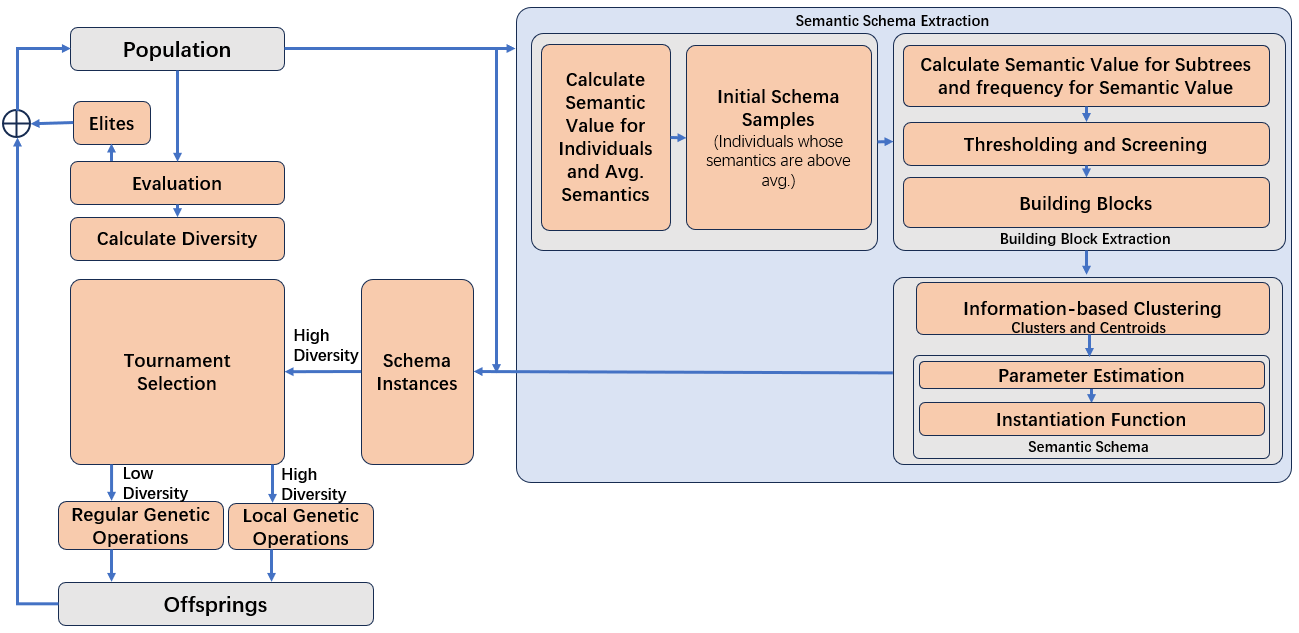 Population
Elites
Evaluation
Calculate Diversity
Tournament
Selection
High
Diversity
Schema
Instances
Low
Diversity
High
Diversity
Regular Genetic
Operations
Local Genetic
Operations
Offsprings
Semantic Schema Extraction
Calculate
Semantic
Value for
Individuals
and Avg.
Semantics
Initial Schema
Samples
(Individuals whose
semantics are above
avg.)
Calculate Semantic Value for Subtrees
and frequency for Semantic Value
Thresholding and Screening
Building Blocks
Building Block Extraction
Information-based Clustering
Clusters and Centroids
Parameter Estimation
Instantiation Function
Semantic Schema